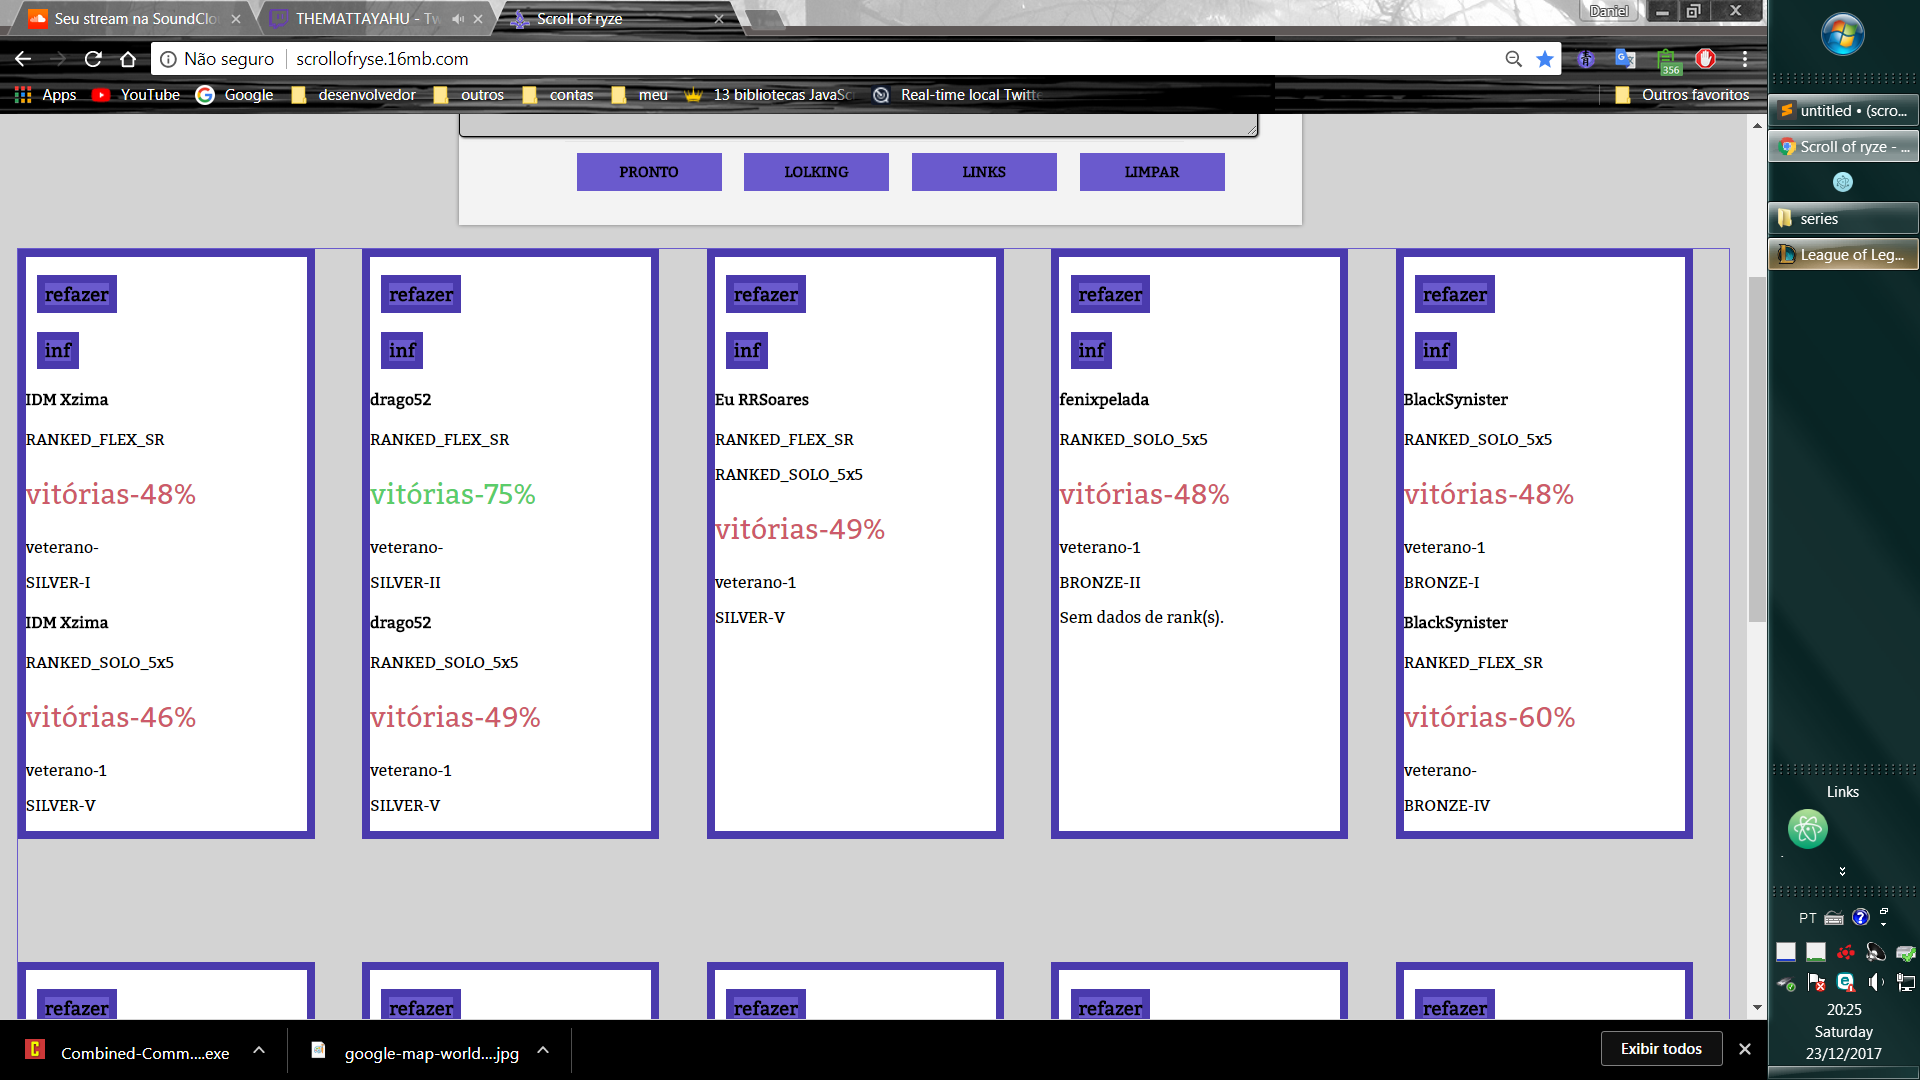 Seu stream na SoundClo
THEMATTAYAHU - Tw
Scroll of ryze
Daniel
Não seguro
scrollofryse.16mb.com
356
Apps
YouTube
Google
desenvolvedor
outros
contas
meu
13 bibliotecas JavaSc
Real-time local Twitte
Outros favoritos
PRONTO
LOLKING
LINKS
LIMPAR
refazer
inf
IDM Xzima
RANKED_FLEX_SR
vitórias-48%
veterano-
SILVER-I
IDM Xzima
RANKED_SOLO_5x5
vitórias-46%
veterano-1
SILVER-V
refazer
inf
drago52
RANKED_FLEX_SR
vitórias-75%
veterano-
SILVER-II
drago52
RANKED_SOLO_5x5
vitórias-49%
veterano-1
SILVER-V
refazer
inf
Eu RRSoares
RANKED_FLEX_SR
RANKED_SOLO_5x5
vitórias-49%
veterano-1
SILVER-V
refazer
inf
fenixpelada
RANKED_SOLO_5x5
vitórias-48%
veterano-1
BRONZE-II
Sem dados de rank(s).
refazer
inf
BlackSynister
RANKED_SOLO_5x5
vitórias-48%
veterano-1
BRONZE-I
BlackSynister
RANKED_FLEX_SR
vitórias-60%
veterano-
BRONZE-IV
refazer
refazer
refazer
refazer
refazer
Combined-Comm....exe
google-map-world....jpg
Exibir todos
untitled • (scro...
Scroll of ryze - ...
series
League of Leg...
Links
PT
20:25
Saturday
23/12/2017